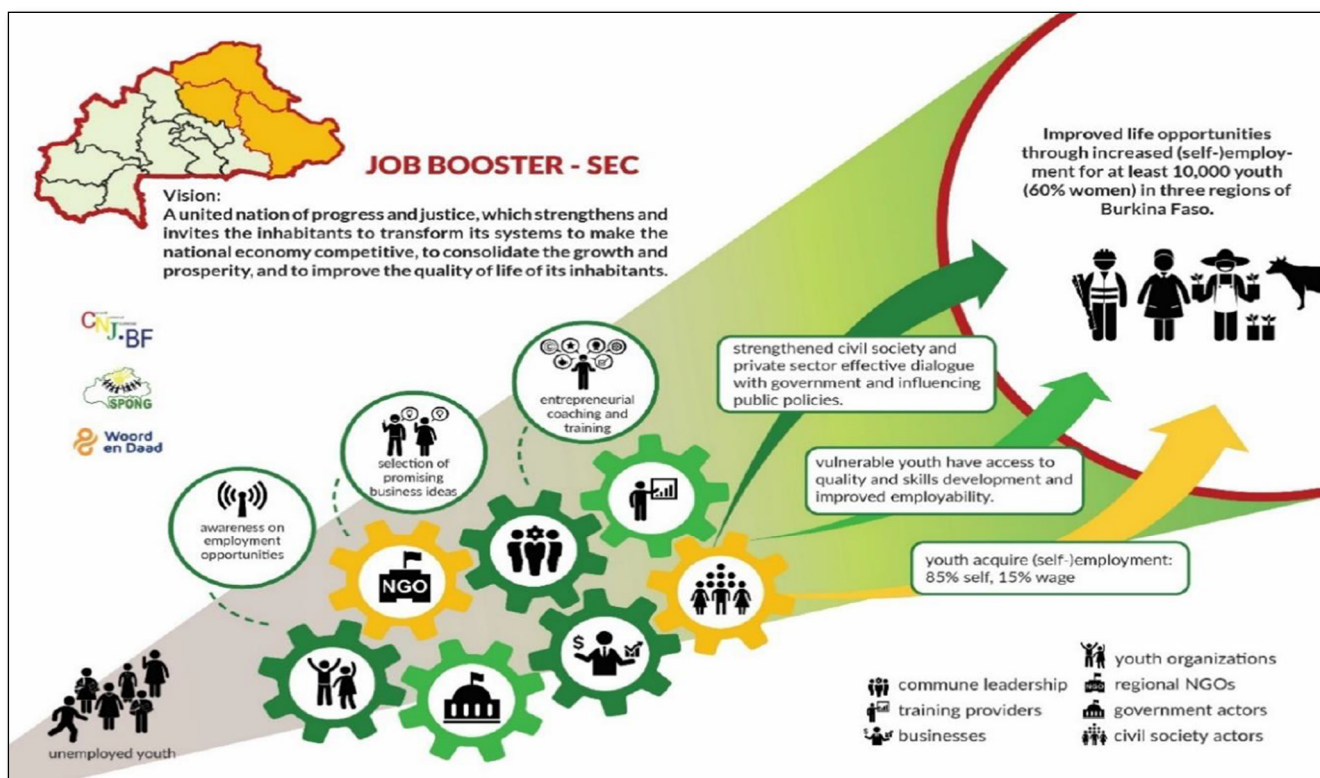 JOB BOOSTER - SEC
Vision:
A united nation of progress and justice, which strengthens and
invites the inhabitants to transform its systems to make the
national economy competitive, to consolidate the growth and
prosperity, and to improve the quality of life of its inhabitants.
CNJ-BF
SPONG
Woord
en Daad
Improved life opportunities
through increased (self-)employ-
ment for at least 10,000 youth
(60% women) in three regions of
Burkina Faso.
awareness on
employment
opportunities
selection of
promising
business ideas
entrepreneurial
coaching and
training
strengthened civil society and
private sector effective dialogue
with government and influencing
public policies.
vulnerable youth have access to
quality and skills development and
improved employability.
youth acquire (self-)employment:
85% self, 15% wage
NGO
$
unemployed youth
commune leadership
training providers
$
businesses
youth organizations
NGO
regional NGOs
government actors
civil society actors